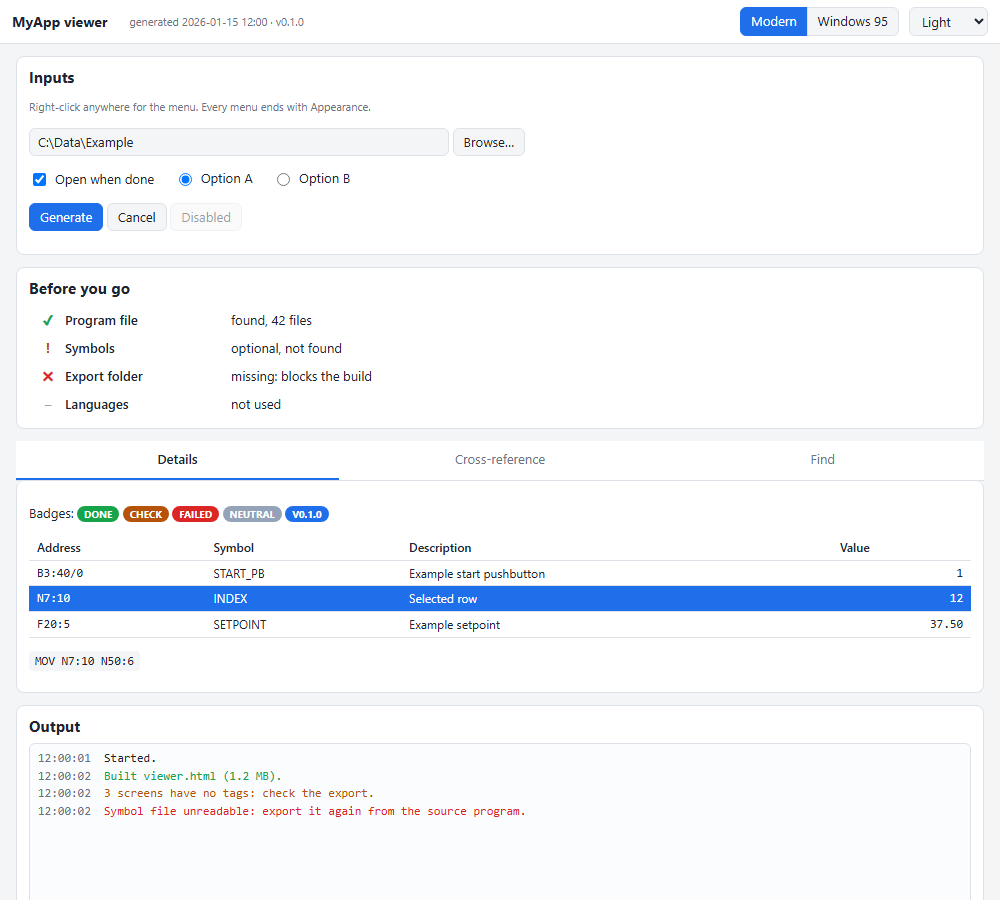 MyApp viewer generated 2026-01-15 12:00 · v0.1.0 Modern Windows 95 Light
Inputs
Right-click anywhere for the menu. Every menu ends with Appearance.
C:\Data\Example Browse...
Open when done Option A Option B
Generate Cancel Disabled
Before you go
✓ Program file found, 42 files
! Symbols optional, not found
✕ Export folder missing: blocks the build
– Languages not used
Details Cross-reference Find
Badges: DONE CHECK FAILED NEUTRAL V0.1.0
Address Symbol Description Value
B3:40/0 START_PB Example start pushbutton 1
N7:10 INDEX Selected row 12
F20:5 SETPOINT Example setpoint 37.50
MOV N7:10 N50:6
Output
12:00:01 Started.
12:00:02 Built viewer.html (1.2 MB).
12:00:02 3 screens have no tags: check the export.
12:00:02 Symbol file unreadable: export it again from the source program.